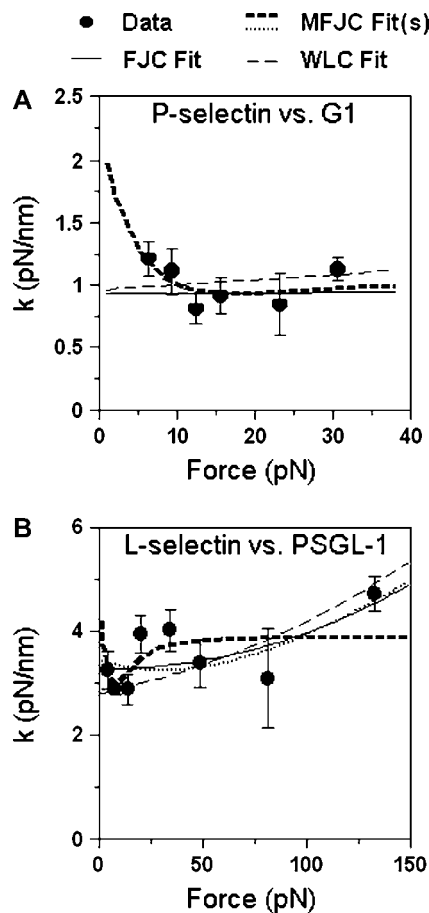 Data MFJC Fit(s)
FJC Fit WLC Fit
A
P-selectin vs. G1
2.5
2
1.5
1
0.5
0
k (pN/nm)
0 10 20 30 40
Force (pN)
B
L-selectin vs. PSGL-1
6
4
2
0
k (pN/nm)
0 50 100 150
Force (pN)